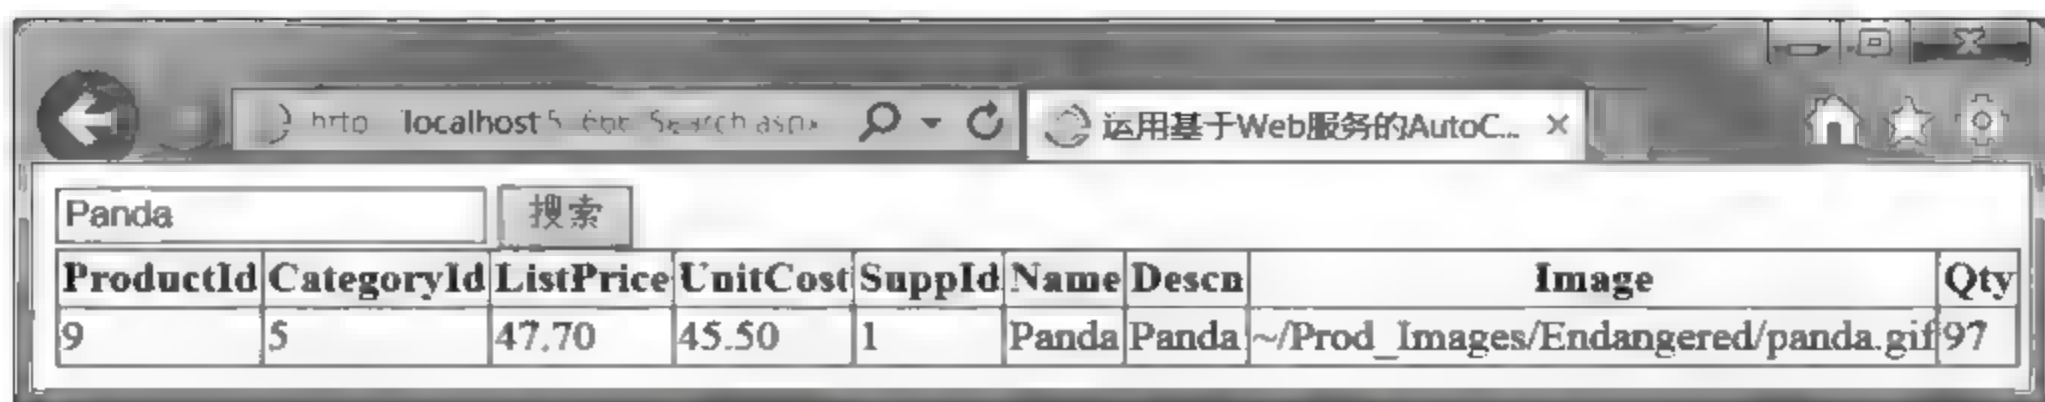 localhost 运用基于Web服务的AutoC...
Panda 搜索
ProductId CategoryId ListPrice UnitCost SuppId Name Descn Image Qty
9 5 47.70 45.50 1 Panda Panda ~/Prod_Images/Endangered/panda.gif 97